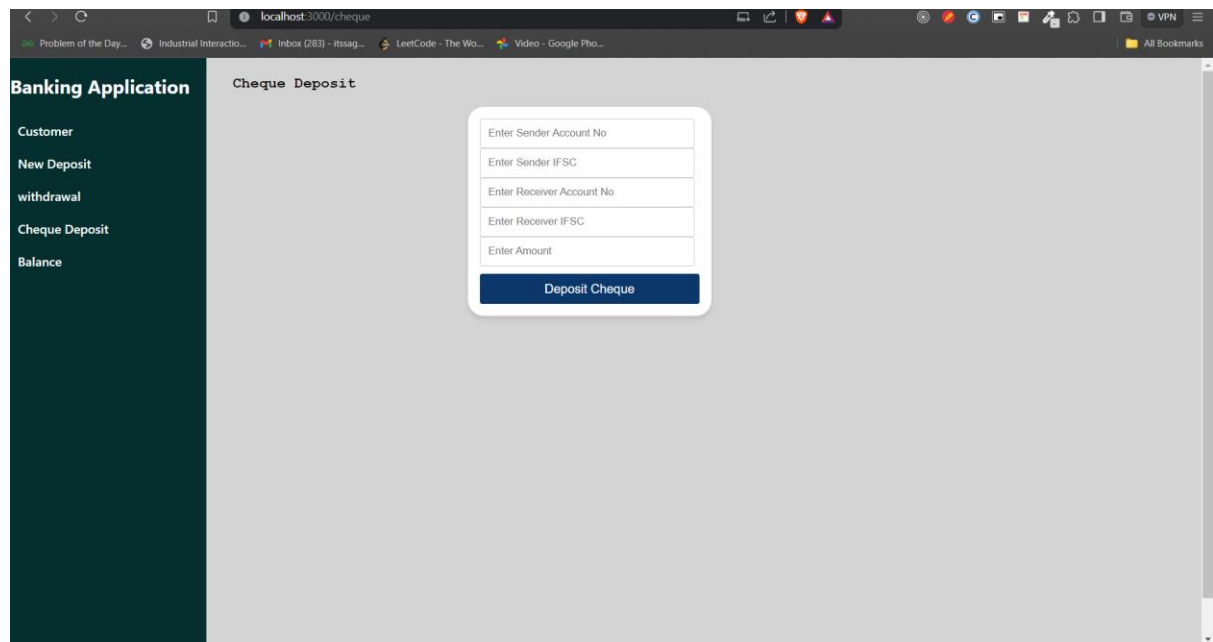 localhost:3000/cheque
VPN
Problem of the Day... Industrial Interactio... Inbox (283) - itssag... LeetCode - The Wo... Video - Google Pho... All Bookmarks
Banking Application
Customer
New Deposit
withdrawal
Cheque Deposit
Balance
Cheque Deposit
Enter Sender Account No
Enter Sender IFSC
Enter Receiver Account No
Enter Receiver IFSC
Enter Amount
Deposit Cheque